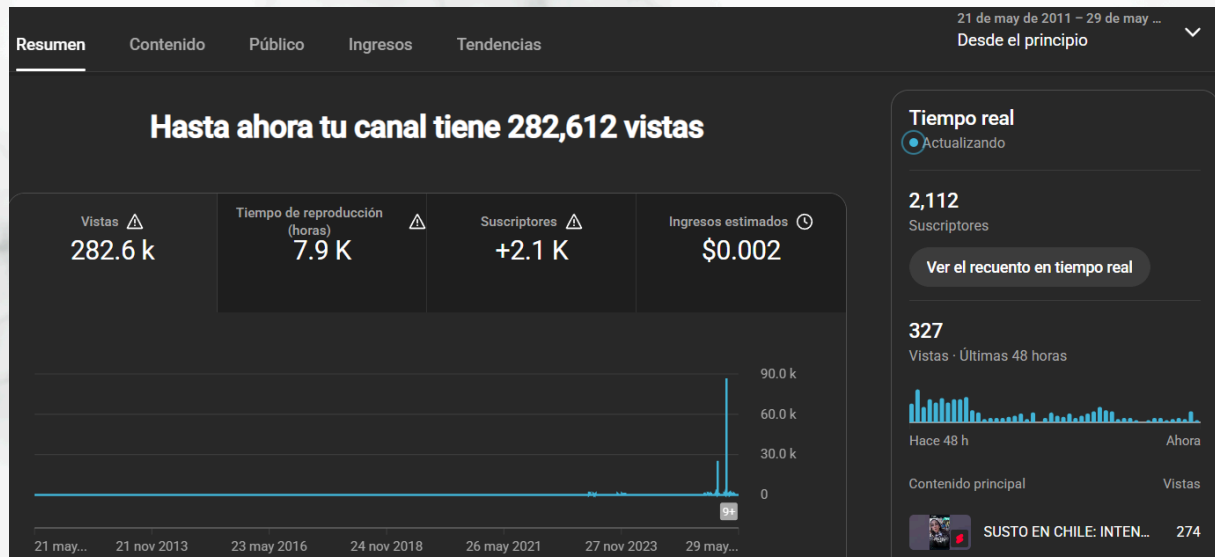 Resumen
Contenido
Público
Ingresos
Tendencias
21 de may de 2011 – 29 de may ...
Desde el principio
Hasta ahora tu canal tiene 282,612 vistas
Vistas
282.6 k
Tiempo de reproducción
(horas)
7.9 K
Suscriptores
+2.1 K
Ingresos estimados
$0.002
90.0 k
60.0 k
30.0 k
0
9+
21 may...
21 nov 2013
23 may 2016
24 nov 2018
26 may 2021
27 nov 2023
29 may...
Tiempo real
Actualizando
2,112
Suscriptores
Ver el recuento en tiempo real
327
Vistas · Últimas 48 horas
Hace 48 h
Ahora
Contenido principal
Vistas
SUSTO EN CHILE: INTEN...
274